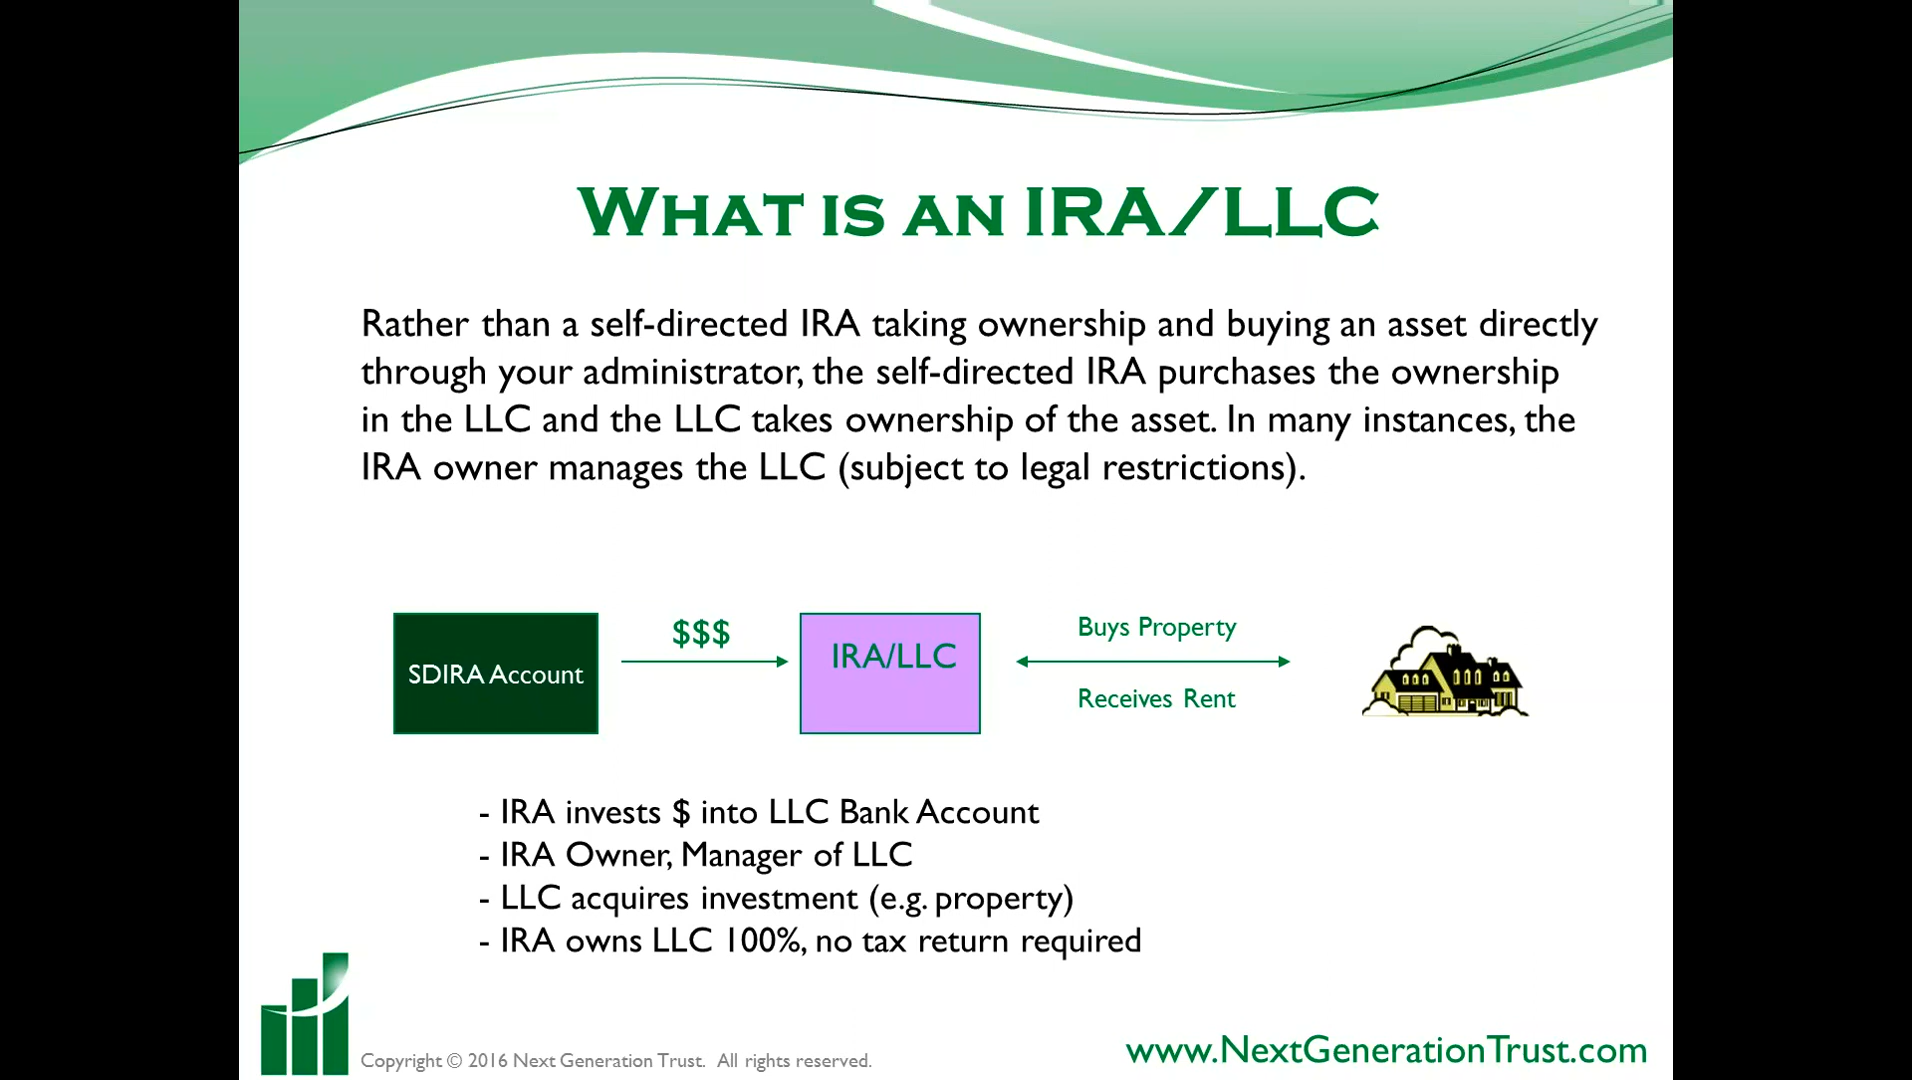 What is an IRA/LLC
Rather than a self-directed IRA taking ownership and buying an asset directly
through your administrator, the self-directed IRA purchases the ownership
in the LLC and the LLC takes ownership of the asset. In many instances, the
IRA owner manages the LLC (subject to legal restrictions).
SDIRA Account
$$$
IRA/LLC
Buys Property
Receives Rent
- IRA invests $ into LLC Bank Account
- IRA Owner, Manager of LLC
- LLC acquires investment (e.g. property)
- IRA owns LLC 100%, no tax return required
Copyright © 2016 Next Generation Trust. All rights reserved.
www.NextGenerationTrust.com